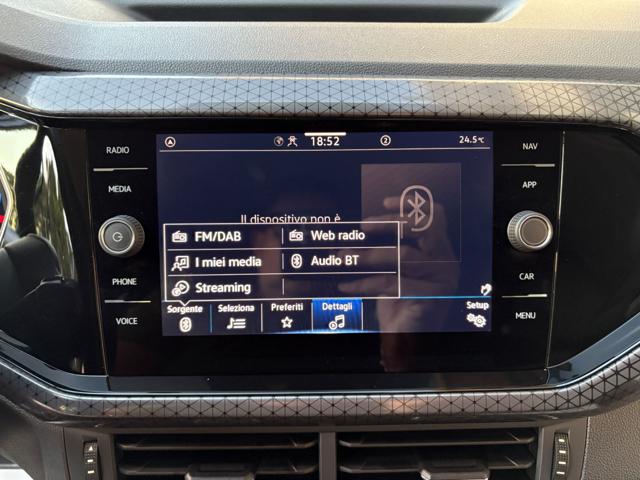 RADIO
MEDIA
PHONE
VOICE
18:52
2
24.5°C
Il dispositivo non è
FM/DAB
Web radio
I miei media
Audio BT
Streaming
Sorgente
Seleziona
Preferiti
Dettagli
Setup
NAV
APP
CAR
MENU